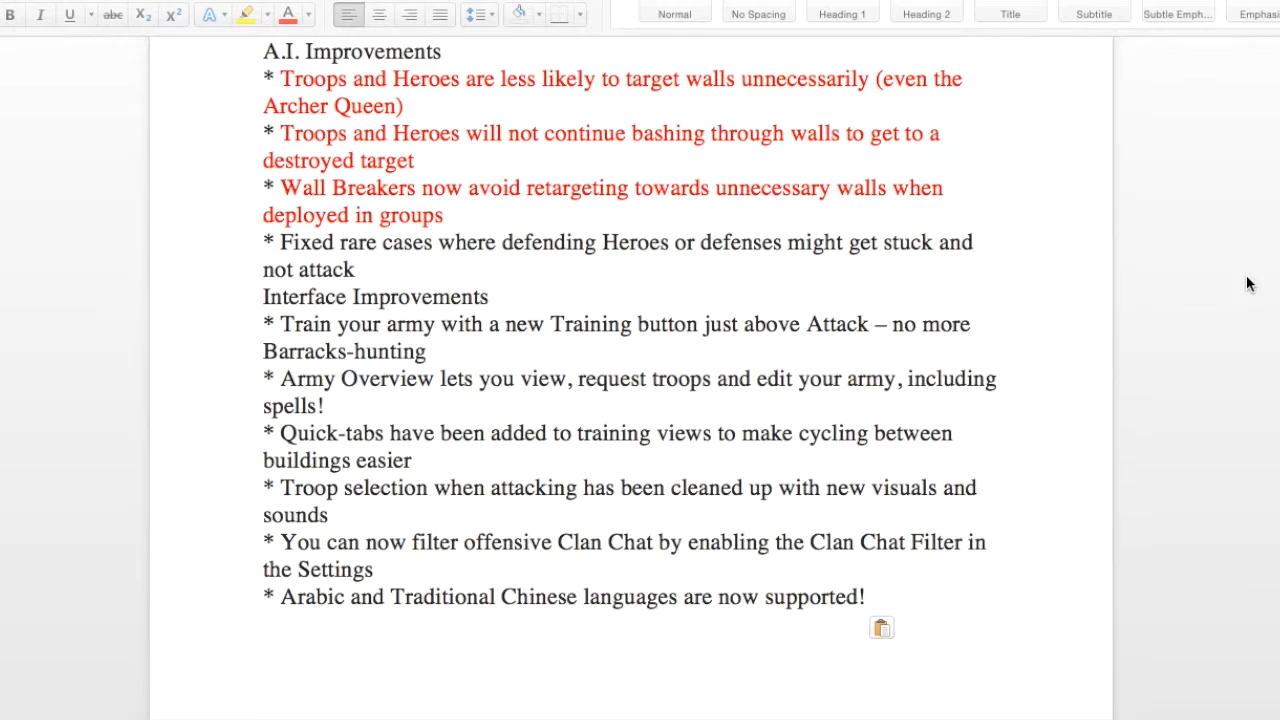 B I U abc X₂ X² A A
Normal No Spacing Heading 1 Heading 2 Title Subtitle Subtle Emph... Emphas
A.I. Improvements
* Troops and Heroes are less likely to target walls unnecessarily (even the
Archer Queen)
* Troops and Heroes will not continue bashing through walls to get to a
destroyed target
* Wall Breakers now avoid retargeting towards unnecessary walls when
deployed in groups
* Fixed rare cases where defending Heroes or defenses might get stuck and
not attack
Interface Improvements
* Train your army with a new Training button just above Attack – no more
Barracks-hunting
* Army Overview lets you view, request troops and edit your army, including
spells!
* Quick-tabs have been added to training views to make cycling between
buildings easier
* Troop selection when attacking has been cleaned up with new visuals and
sounds
* You can now filter offensive Clan Chat by enabling the Clan Chat Filter in
the Settings
* Arabic and Traditional Chinese languages are now supported!